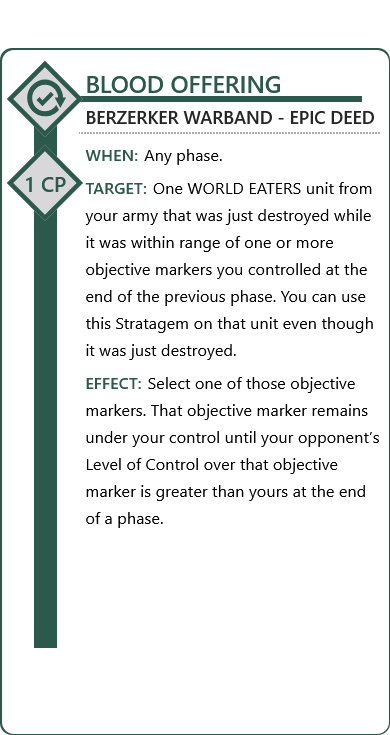 BLOOD OFFERING
BERZERKER WARBAND - EPIC DEED
WHEN: Any phase.
1 CP
TARGET: One WORLD EATERS unit from
your army that was just destroyed while
it was within range of one or more
objective markers you controlled at the
end of the previous phase. You can use
this Stratagem on that unit even though
it was just destroyed.
EFFECT: Select one of those objective
markers. That objective marker remains
under your control until your opponent’s
Level of Control over that objective
marker is greater than yours at the end
of a phase.